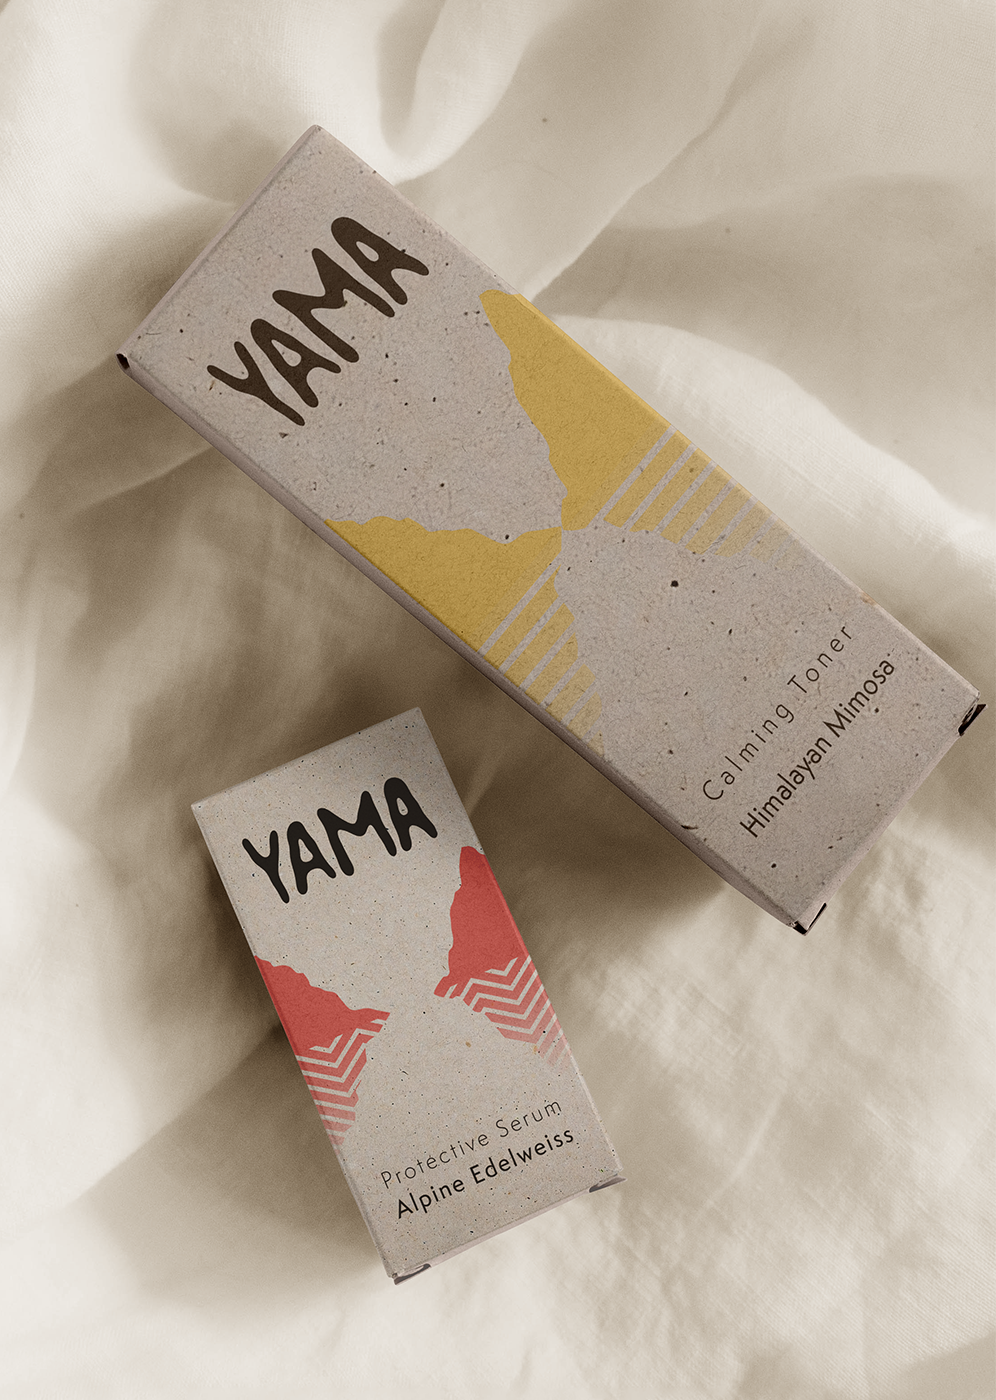 YAMA
Calming Toner
Himalayan Mimosa
YAMA
Protective Serum
Alpine Edelweiss